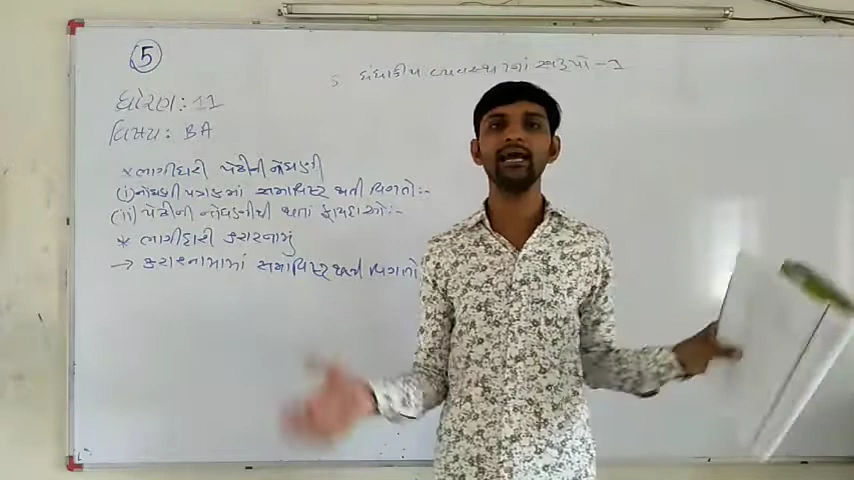 5
5 ધંધાકીય વ્યવસ્થાનાં સ્વરૂપો - 1
ધોરણ : 11
વિષય : BA
* ભાગીદારી પેઢીની નોંધણી
(i) નોંધણી પત્રકમાં સમાવિષ્ટ થતી વિગતો :-
(ii) પેઢીની નોંધણીથી થતાં ફાયદાઓ :-
* ભાગીદારી કરારનામું
→ કરારનામામાં સમાવિષ્ટ થતી વિગતો